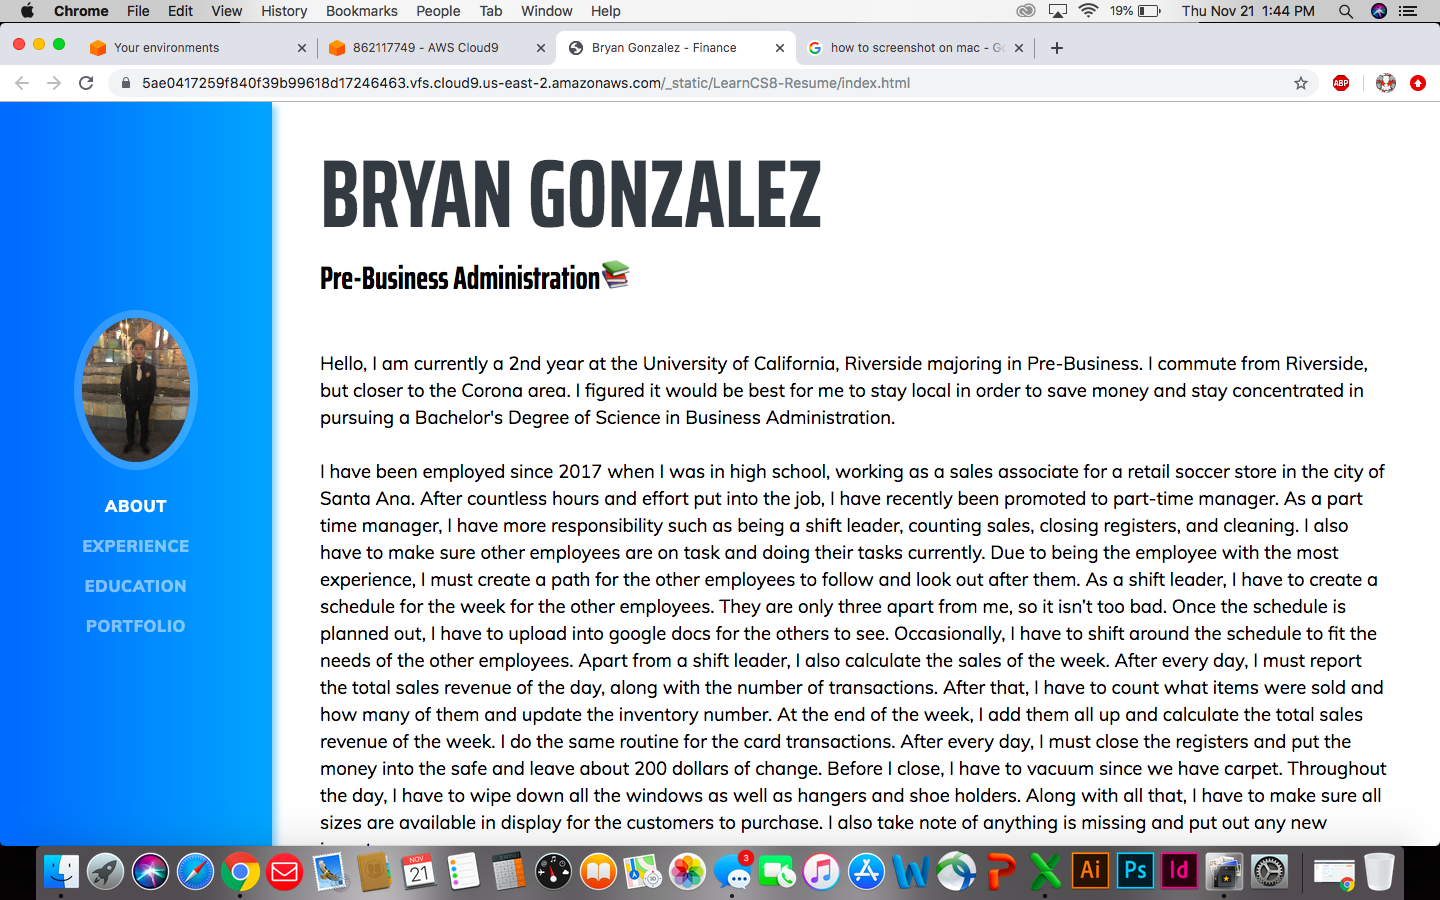 Chrome File Edit View History Bookmarks People Tab Window Help 19% Thu Nov 21 1:44 PM
Your environments 862117749 - AWS Cloud9 Bryan Gonzalez - Finance how to screenshot on mac - Go
5ae0417259f840f39b99618d17246463.vfs.cloud9.us-east-2.amazonaws.com/_static/LearnCS8-Resume/index.html ABP
BRYAN GONZALEZ
Pre-Business Administration
ABOUT
EXPERIENCE
EDUCATION
PORTFOLIO
Hello, I am currently a 2nd year at the University of California, Riverside majoring in Pre-Business. I commute from Riverside,
but closer to the Corona area. I figured it would be best for me to stay local in order to save money and stay concentrated in
pursuing a Bachelor's Degree of Science in Business Administration.
I have been employed since 2017 when I was in high school, working as a sales associate for a retail soccer store in the city of
Santa Ana. After countless hours and effort put into the job, I have recently been promoted to part-time manager. As a part
time manager, I have more responsibility such as being a shift leader, counting sales, closing registers, and cleaning. I also
have to make sure other employees are on task and doing their tasks currently. Due to being the employee with the most
experience, I must create a path for the other employees to follow and look out after them. As a shift leader, I have to create a
schedule for the week for the other employees. They are only three apart from me, so it isn't too bad. Once the schedule is
planned out, I have to upload into google docs for the others to see. Occasionally, I have to shift around the schedule to fit the
needs of the other employees. Apart from a shift leader, I also calculate the sales of the week. After every day, I must report
the total sales revenue of the day, along with the number of transactions. After that, I have to count what items were sold and
how many of them and update the inventory number. At the end of the week, I add them all up and calculate the total sales
revenue of the week. I do the same routine for the card transactions. After every day, I must close the registers and put the
money into the safe and leave about 200 dollars of change. Before I close, I have to vacuum since we have carpet. Throughout
the day, I have to wipe down all the windows as well as hangers and shoe holders. Along with all that, I have to make sure all
sizes are available in display for the customers to purchase. I also take note of anything is missing and put out any new
NOV
21
3
Ai Ps Id